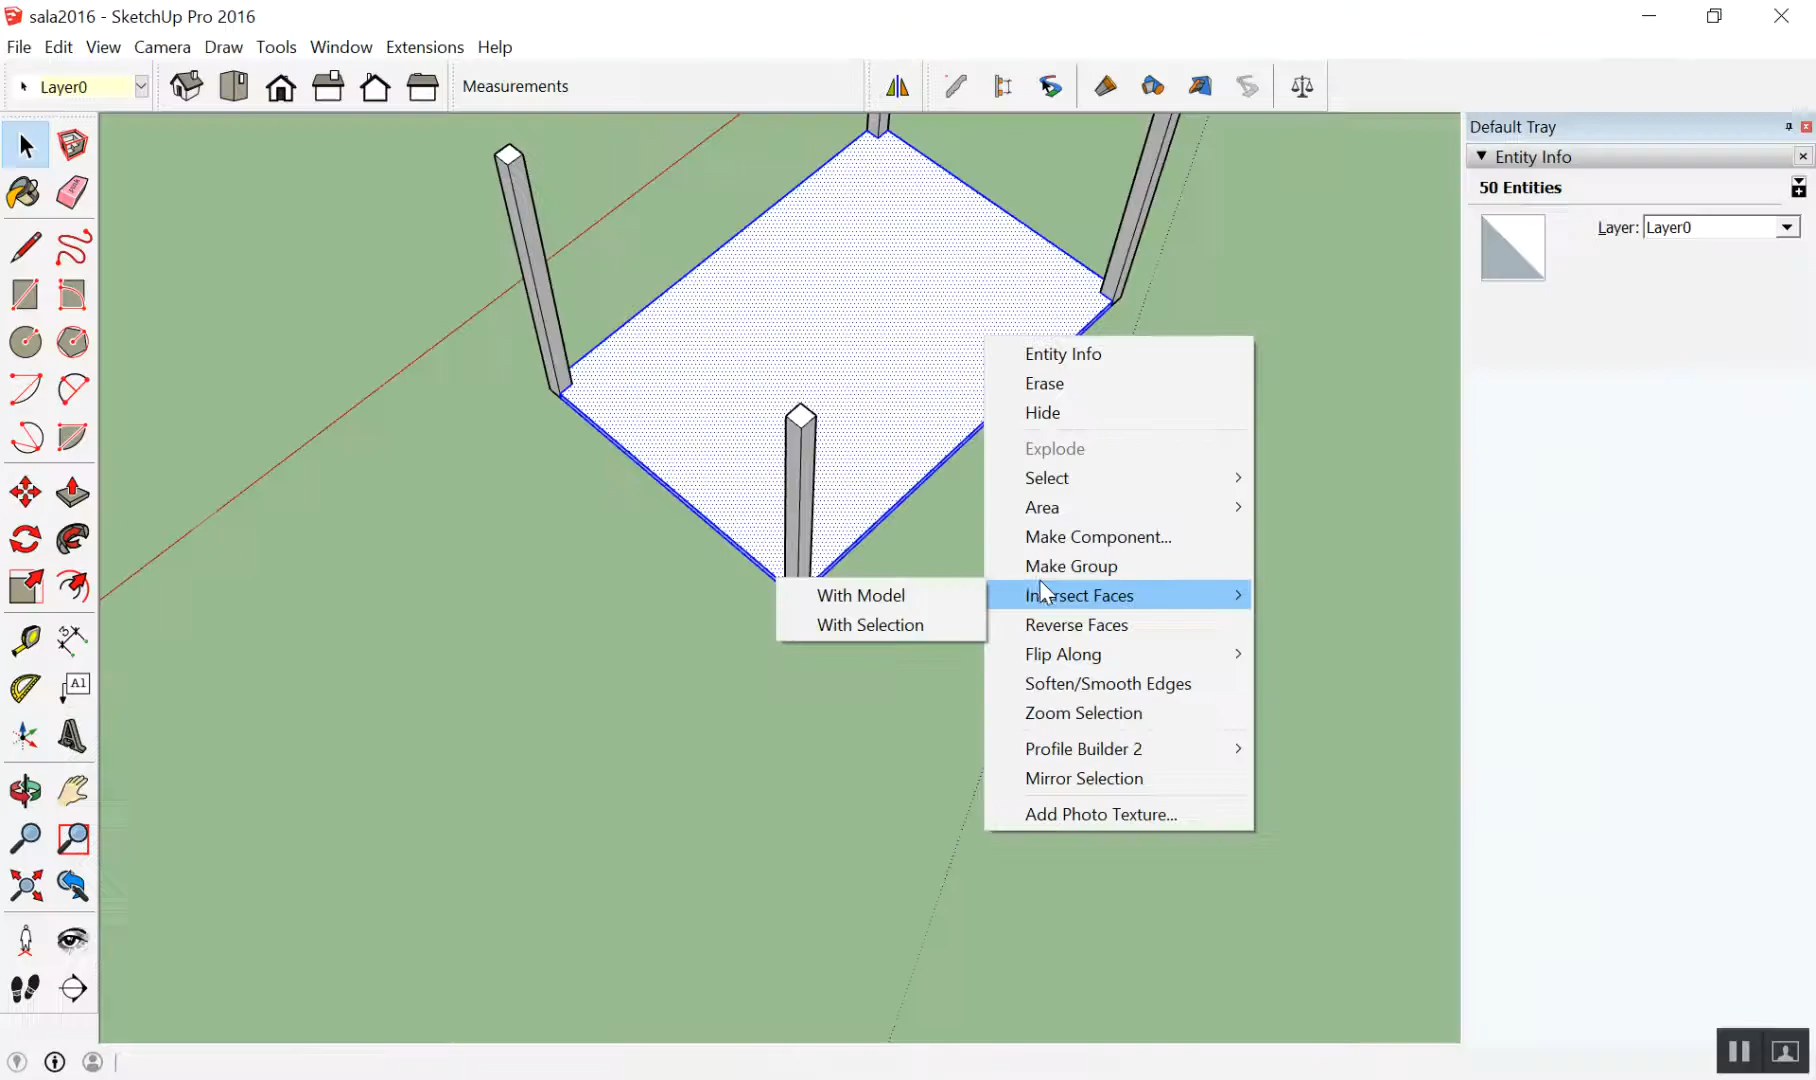 sala2016 - SketchUp Pro 2016
File Edit View Camera Draw Tools Window Extensions Help
Layer0
Measurements
Default Tray
Entity Info
50 Entities
Layer: Layer0
Entity Info
Erase
Hide
Explode
Select
Area
Make Component...
Make Group
Intersect Faces
With Model
With Selection
Reverse Faces
Flip Along
Soften/Smooth Edges
Zoom Selection
Profile Builder 2
Mirror Selection
Add Photo Texture...
A1